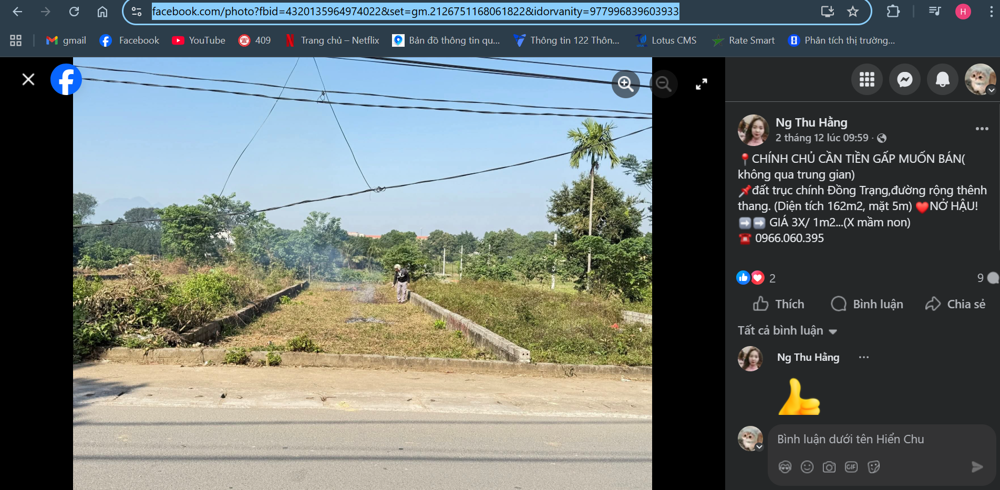 facebook.com/photo?fbid=4320135964974022&set=gm.2126751168061822&idorvanity=977996839603933
H
gmail Facebook YouTube 409 Trang chủ – Netflix Bản đồ thông tin qu... Thông tin 122 Thôn... Lotus CMS Rate Smart Phân tích thị trường...
Ng Thu Hằng
2 tháng 12 lúc 09:59 ·
📍CHÍNH CHỦ CẦN TIỀN GẤP MUỐN BÁN(
không qua trung gian)
📌đất trục chính Đồng Trạng,đường rộng thênh
thang. (Diện tích 162m2, mặt 5m) ❤️NỞ HẬU!
➡️➡️ GIÁ 3X/ 1m2...(X mầm non)
☎️ 0966.060.395
2 9
Thích Bình luận Chia sẻ
Tất cả bình luận
Ng Thu Hằng
Bình luận dưới tên Hiển Chu
GIF